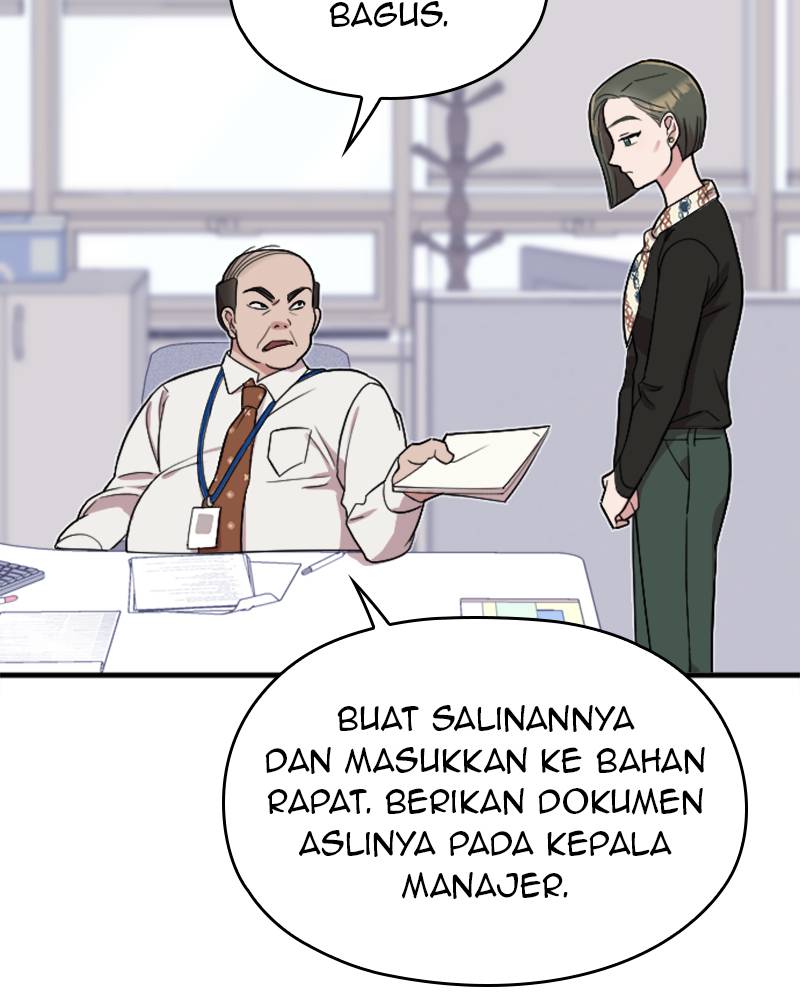 BAGUS.
BUAT SALINANNYA
DAN MASUKKAN KE BAHAN
RAPAT. BERIKAN DOKUMEN
ASLINYA PADA KEPALA
MANAJER.